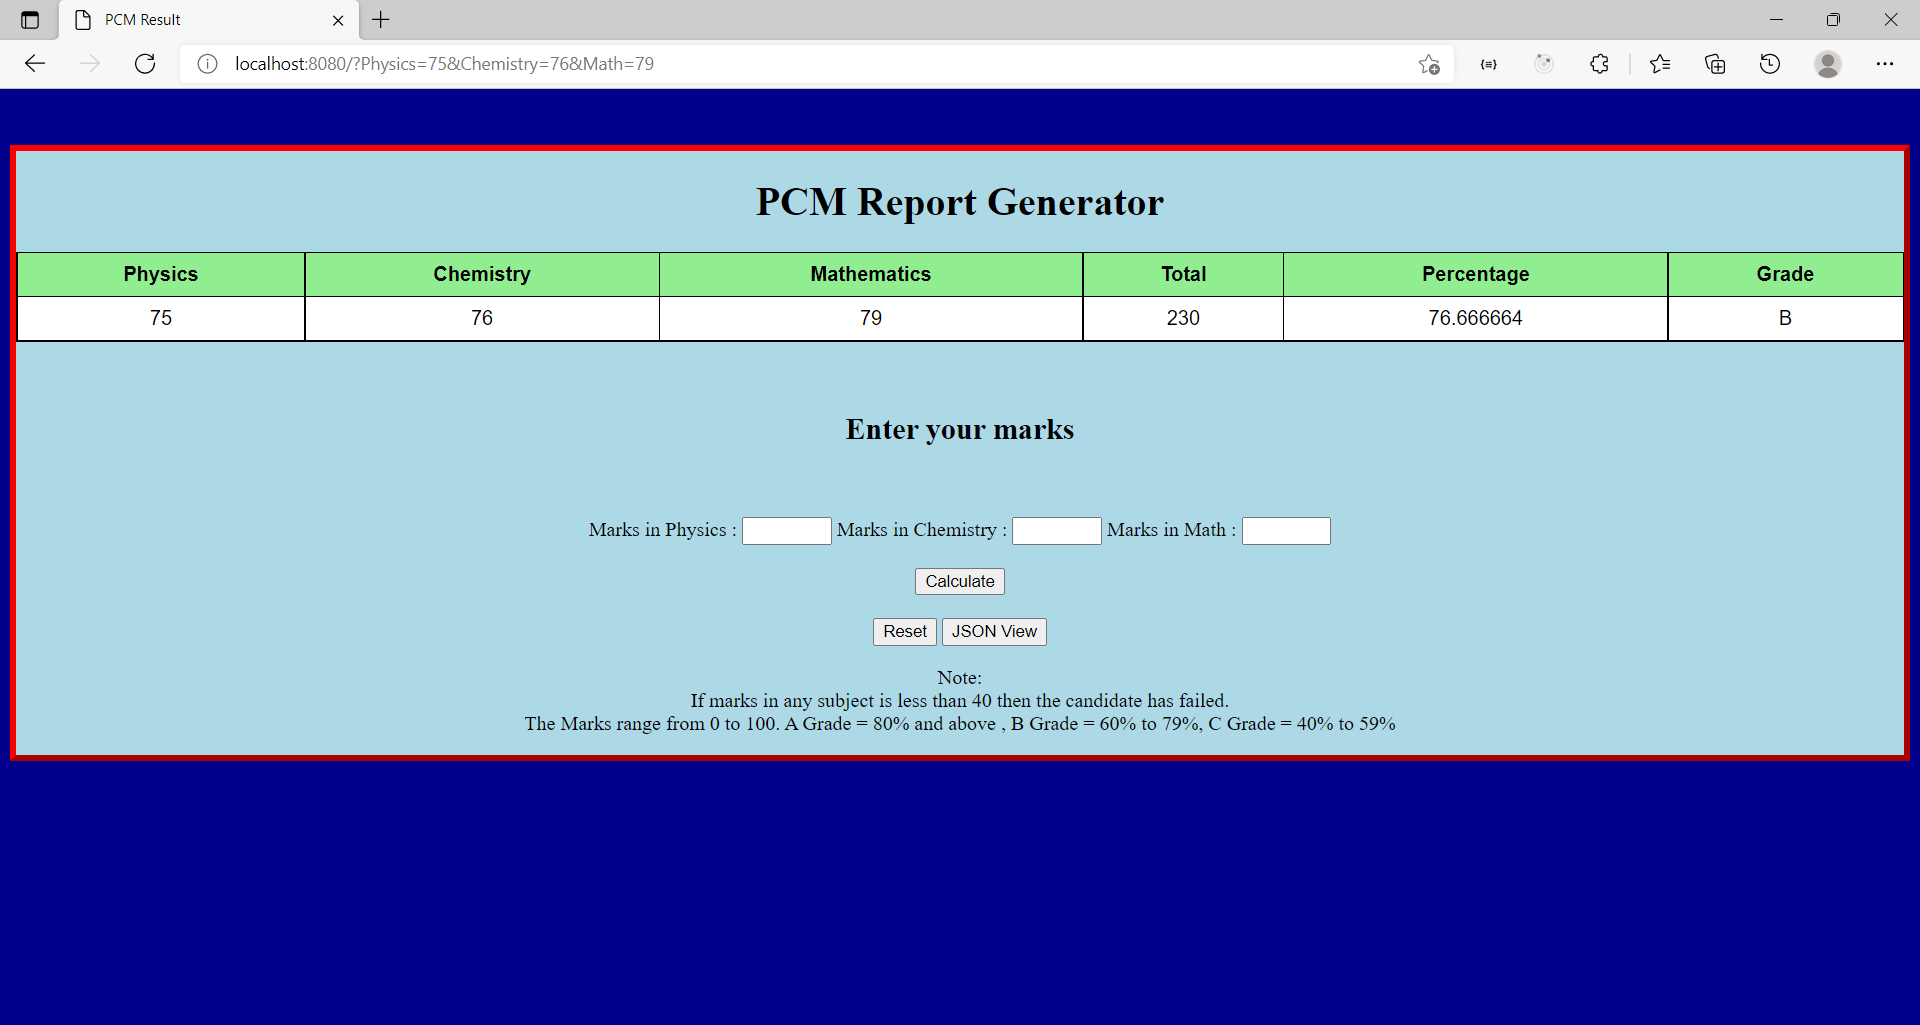 PCM Result
localhost:8080/?Physics=75&Chemistry=76&Math=79
PCM Report Generator
Physics Chemistry Mathematics Total Percentage Grade
75 76 79 230 76.666664 B
Enter your marks
Marks in Physics : Marks in Chemistry : Marks in Math :
Calculate
Reset JSON View
Note:
If marks in any subject is less than 40 then the candidate has failed.
The Marks range from 0 to 100. A Grade = 80% and above , B Grade = 60% to 79%, C Grade = 40% to 59%